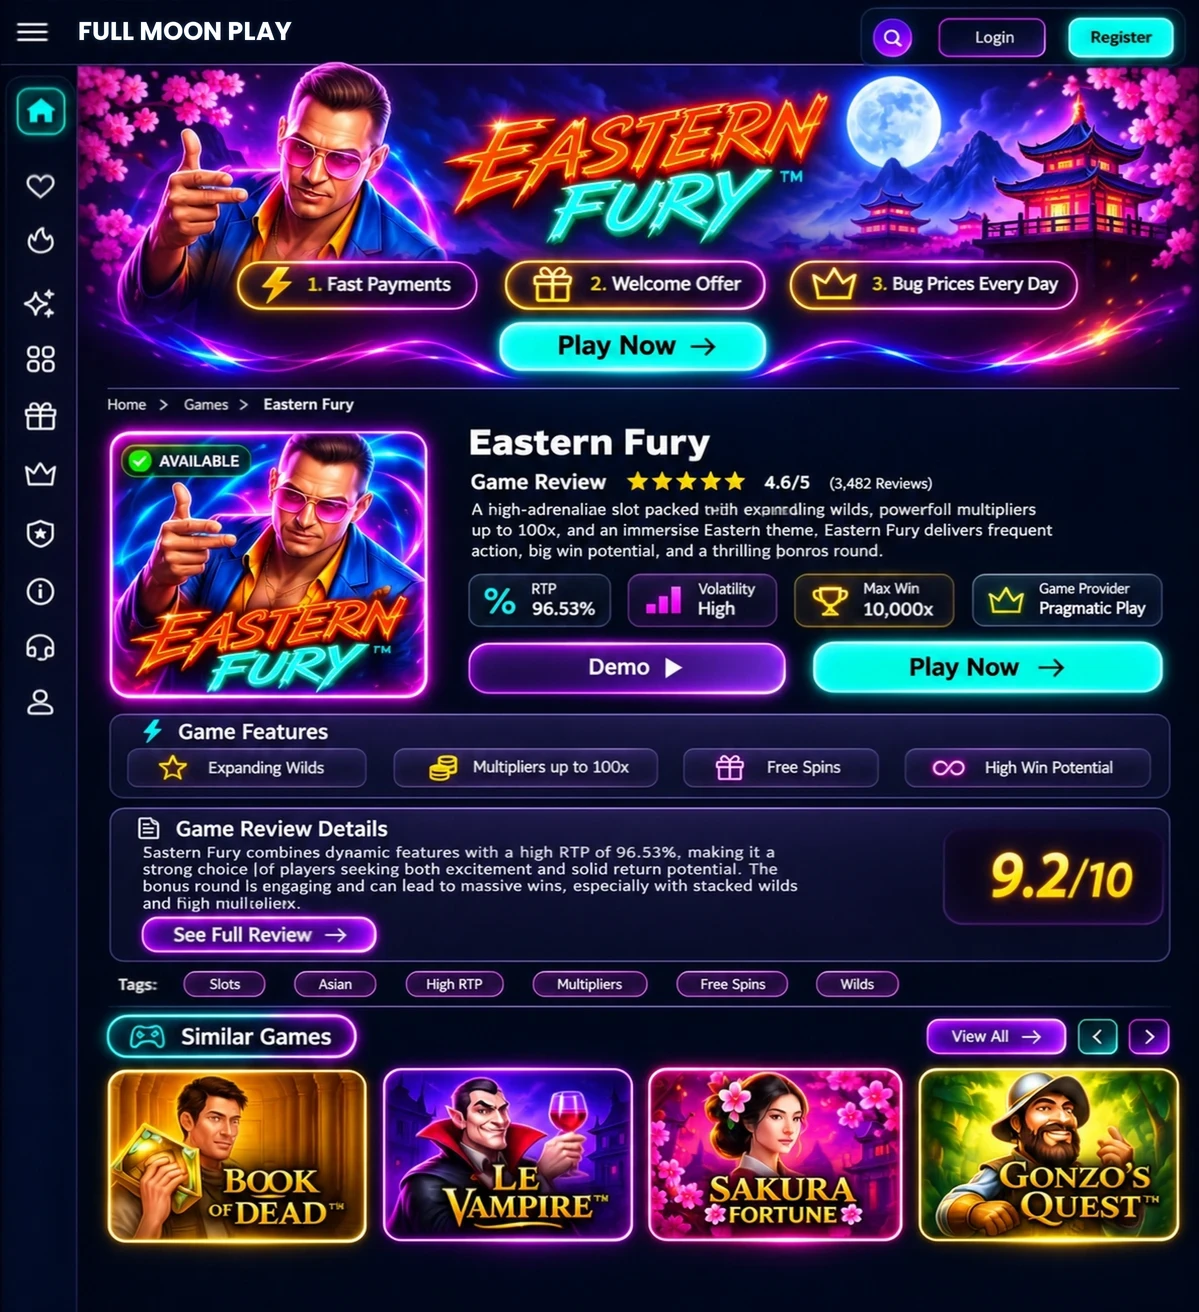 FULL MOON PLAY
Login
Register
EASTERN
FURY™
1. Fast Payments
2. Welcome Offer
3. Bug Prices Every Day
Play Now →
Home > Games > Eastern Fury
AVAILABLE
EASTERN
FURY™
Eastern Fury
Game Review 4.6/5 (3,482 Reviews)
A high-adrenaliae slot packed expanding wilds, powerfoll multipliers
up to 100x, and an immersise Eastern theme, Eastern Fury delivers frequent
action, big win potential, and a thrilling bonros round.
RTP
96.53%
Volatility
High
Max Win
10,000x
Game Provider
Pragmatic Play
Demo ▶
Play Now →
Game Features
Expanding Wilds
Multipliers up to 100x
Free Spins
High Win Potential
Game Review Details
Sastern Fury combines dynamic features with a high RTP of 96.53%, making it a
strong choice |of players seeking both excitement and solid return potential. The
bonus round Is engaging and can lead to massive wins, especially with stacked wilds
and
9.2/10
See Full Review →
Tags: Slots Asian High RTP Multipliers Free Spins Wilds
Similar Games
View All →
BOOK
OF DEAD™
LE
VAMPIRE™
SAKURA
FORTUNE
GONZO'S
QUEST™